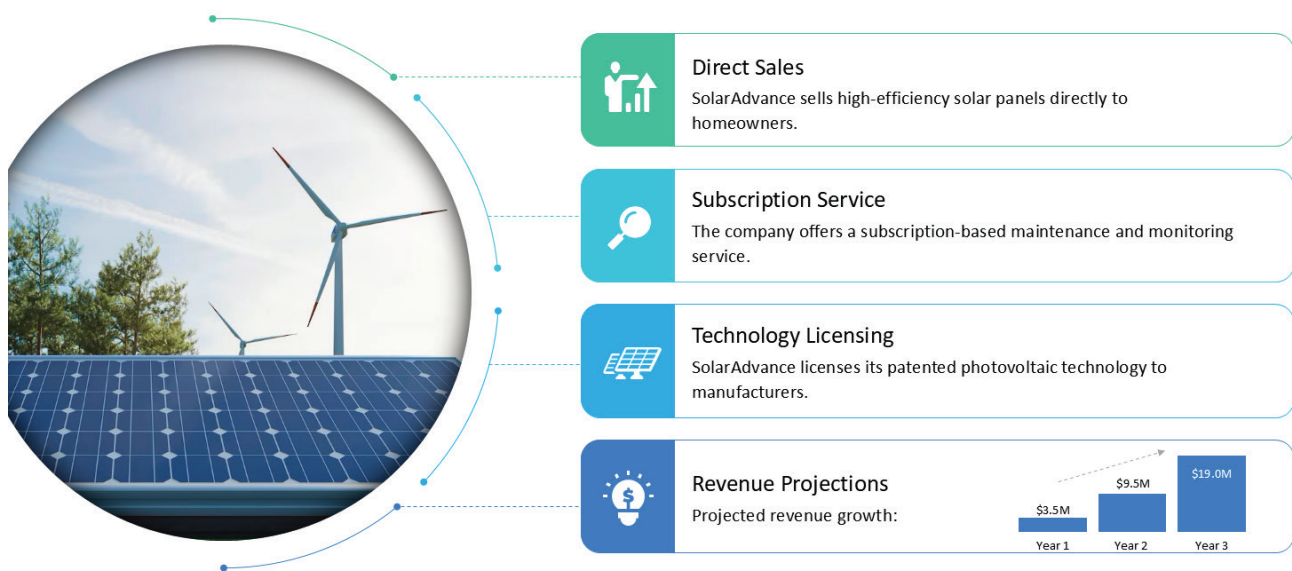 Direct Sales
SolarAdvance sells high-efficiency solar panels directly to
homeowners.
Subscription Service
The company offers a subscription-based maintenance and monitoring
service.
Technology Licensing
SolarAdvance licenses its patented photovoltaic technology to
manufacturers.
$
Revenue Projections
Projected revenue growth:
$3.5M
$9.5M
$19.0M
Year 1
Year 2
Year 3